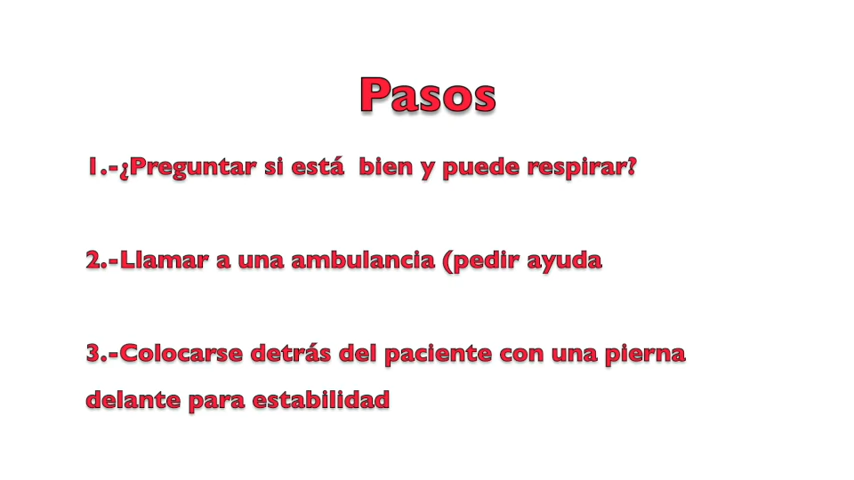 Pasos
1.-¿Preguntar si está  bien y puede respirar?
2.-Llamar a una ambulancia (pedir ayuda
3.-Colocarse detrás del paciente con una pierna
delante para estabilidad